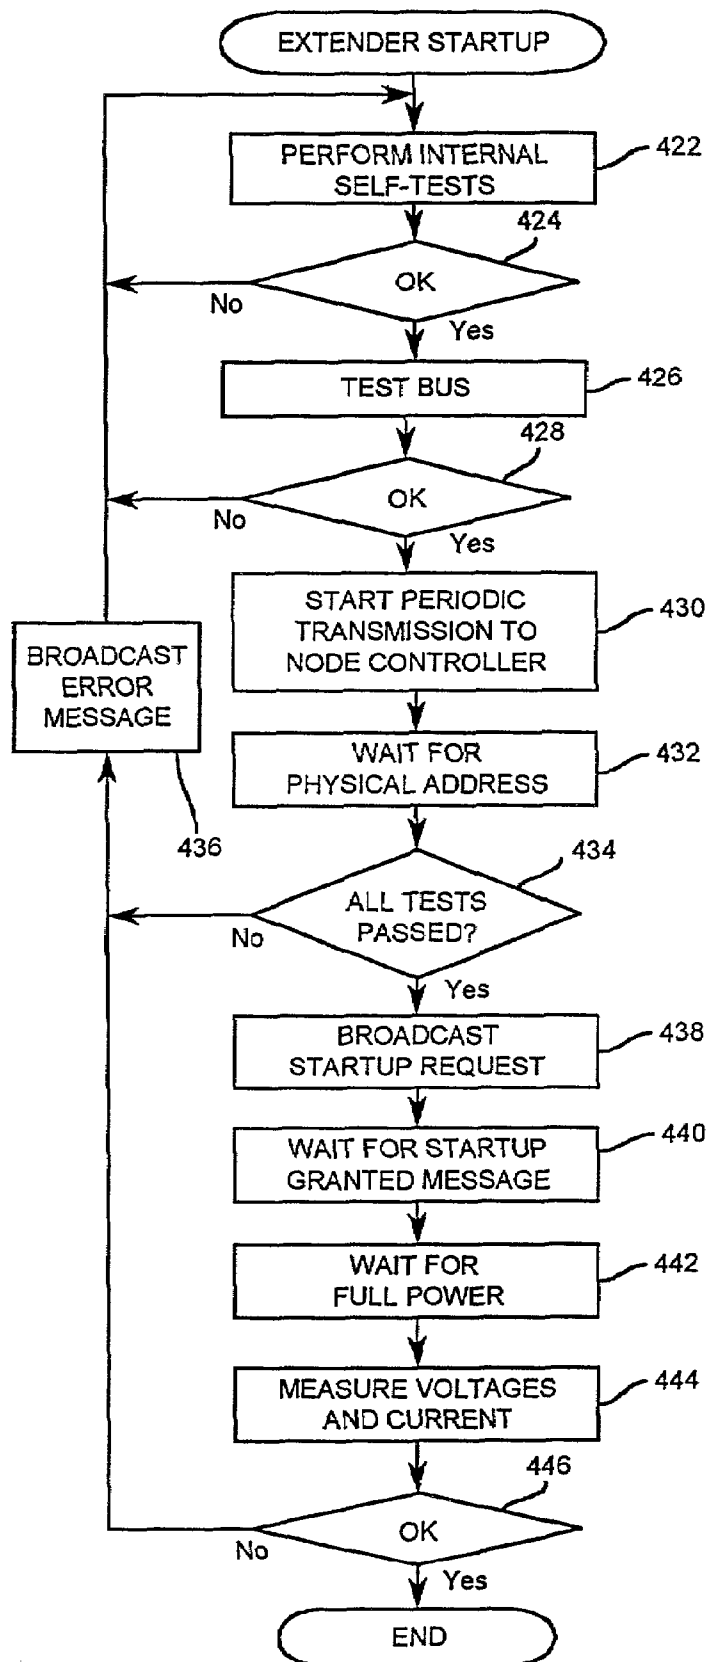 EXTENDER STARTUP
PERFORM INTERNAL
SELF-TESTS
422
424
OK
No
Yes
TEST BUS
426
428
OK
No
Yes
START PERIODIC
TRANSMISSION TO
NODE CONTROLLER
430
BROADCAST
ERROR
MESSAGE
436
WAIT FOR
PHYSICAL ADDRESS
432
434
ALL TESTS
PASSED?
No
Yes
BROADCAST
STARTUP REQUEST
438
WAIT FOR STARTUP
GRANTED MESSAGE
440
WAIT FOR
FULL POWER
442
MEASURE VOLTAGES
AND CURRENT
444
446
OK
No
Yes
END